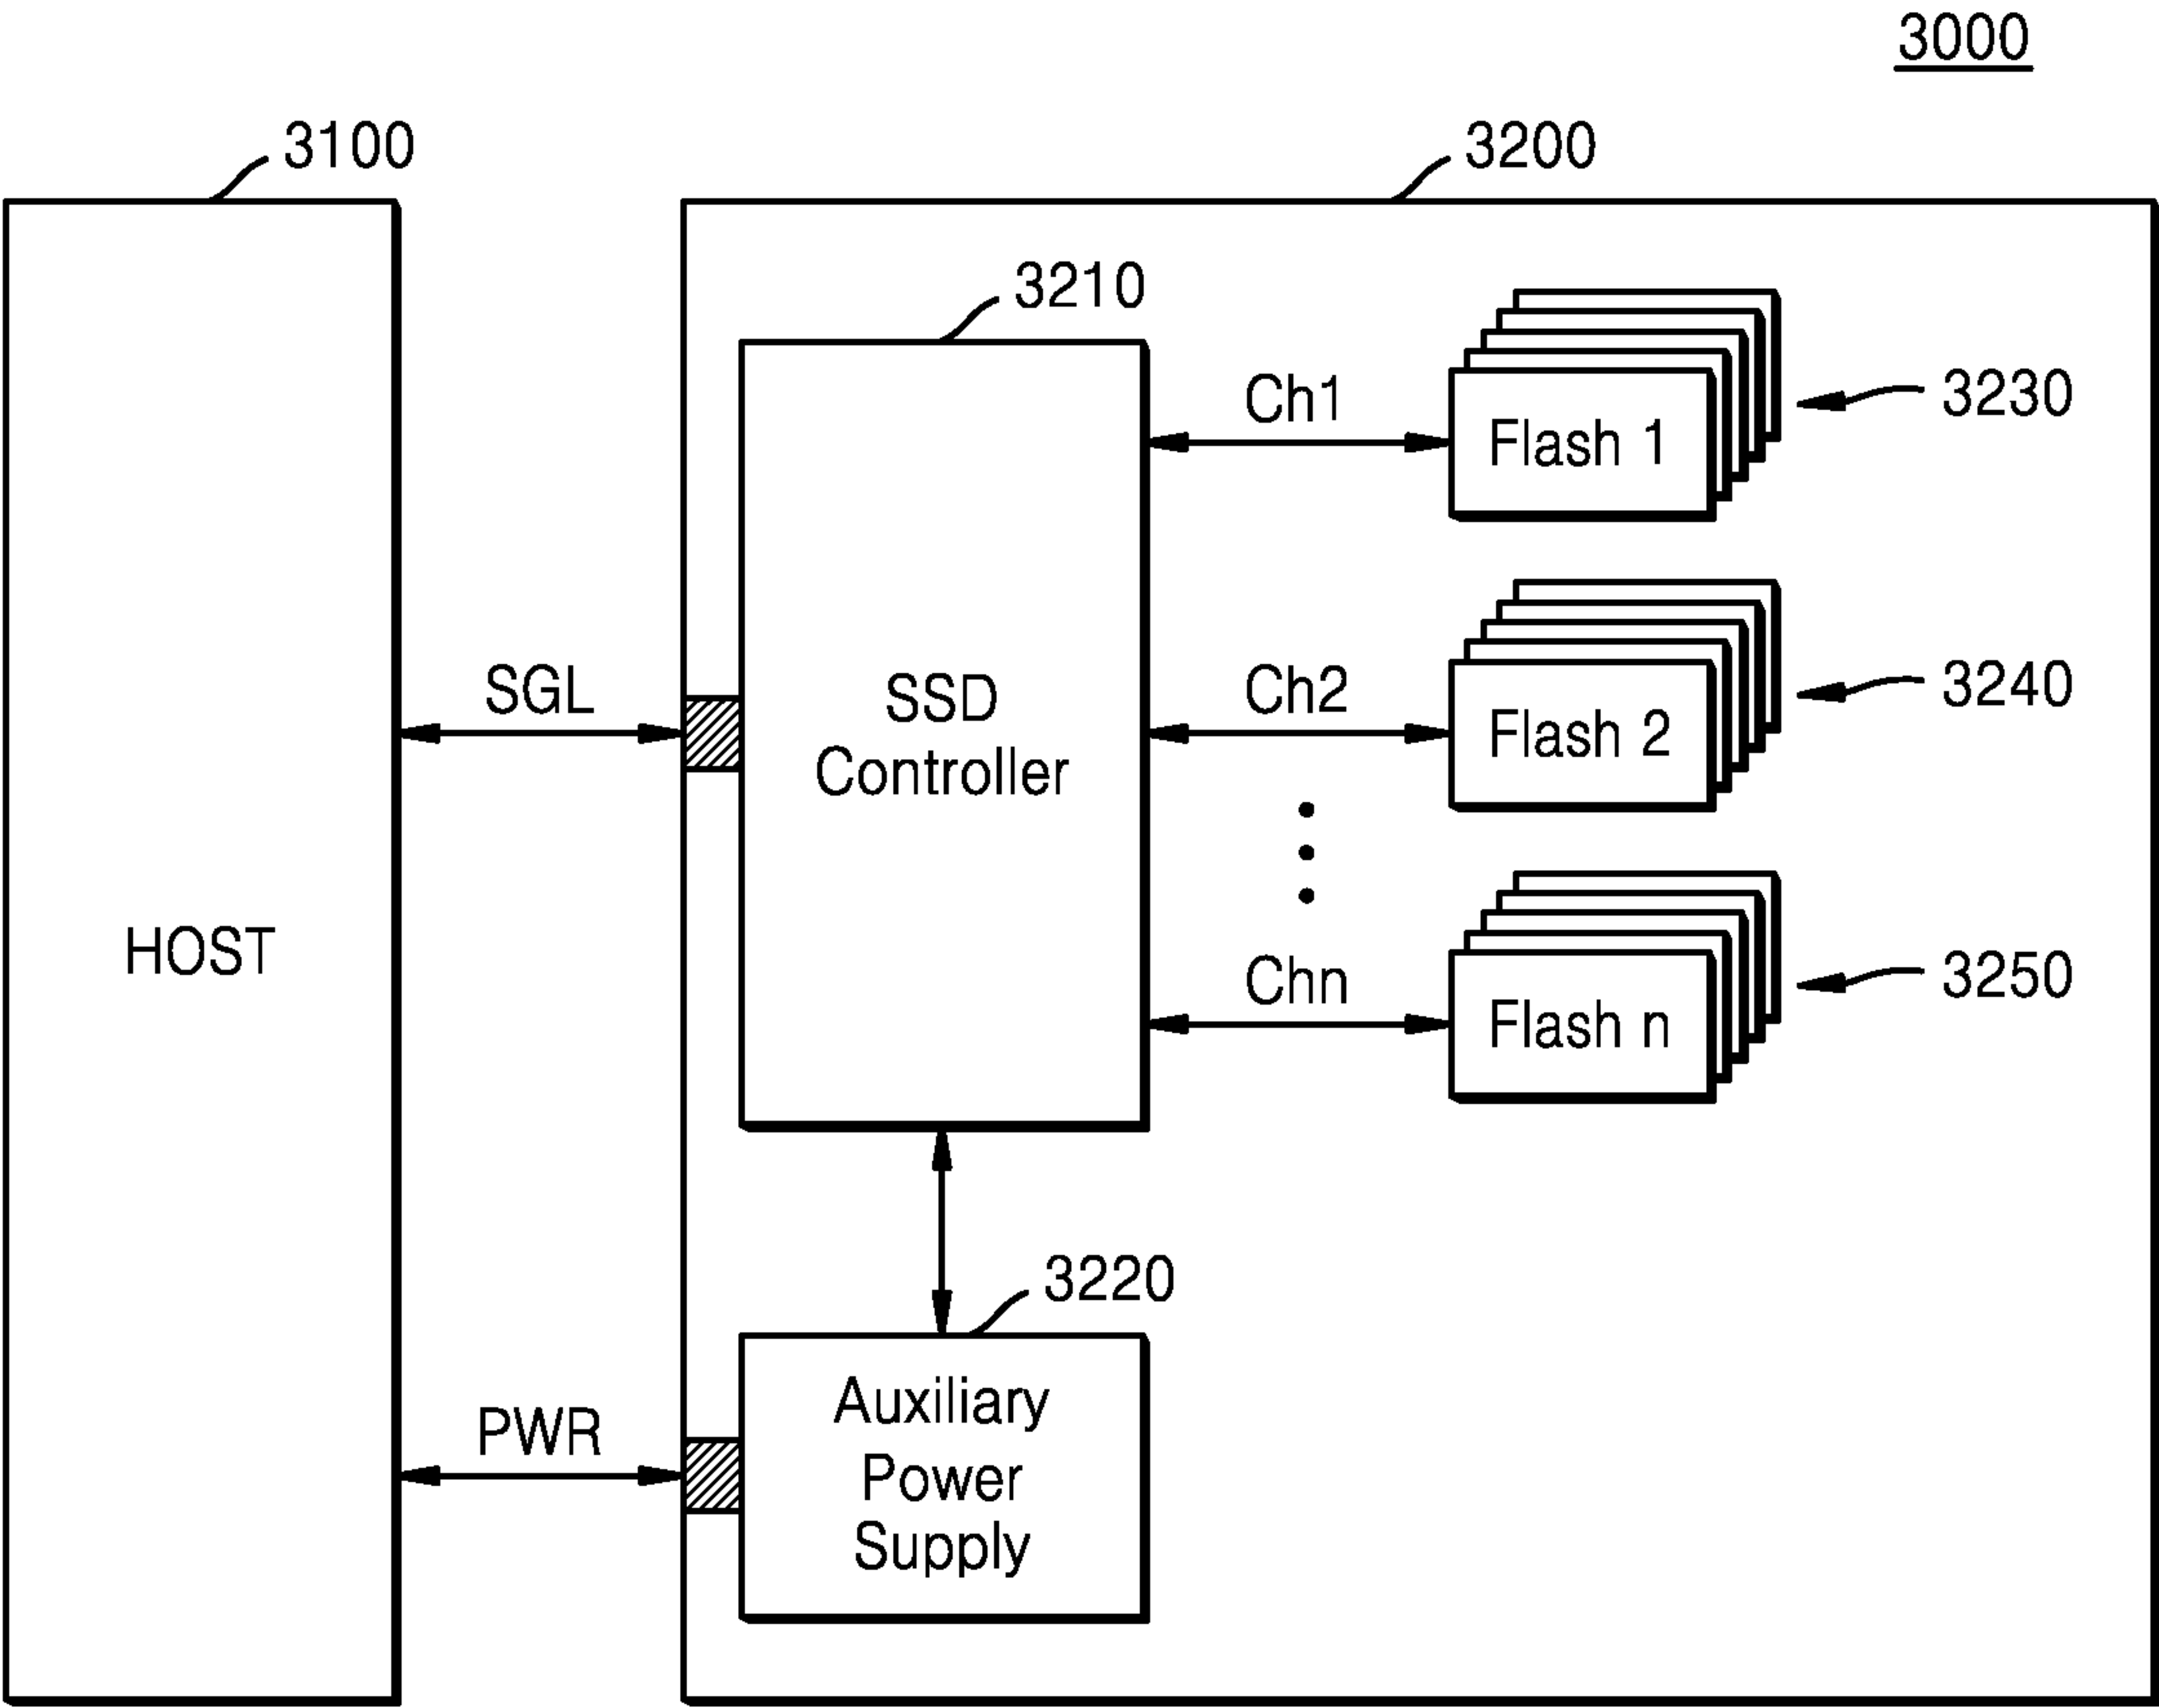 3000
3100
3200
3210
Ch1
Flash 1
3230
SGL
SSD
Controller
Ch2
Flash 2
3240
HOST
Chn
Flash n
3250
3220
PWR
Auxiliary
Power
Supply